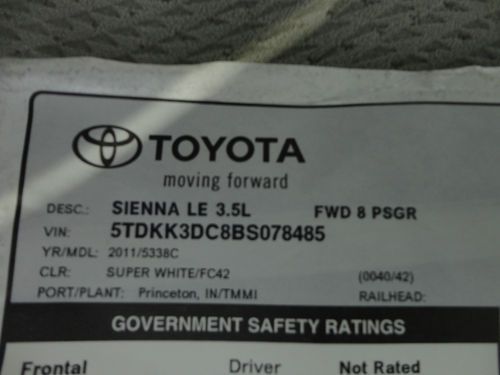 TOYOTA
moving forward
DESC.: SIENNA LE 3.5L FWD 8 PSGR
VIN: 5TDKK3DC8BS078485
YR/MDL: 2011/5338C
CLR: SUPER WHITE/FC42 (0040/42)
PORT/PLANT: Princeton, IN/TMMI RAILHEAD:
GOVERNMENT SAFETY RATINGS
Frontal Driver Not Rated